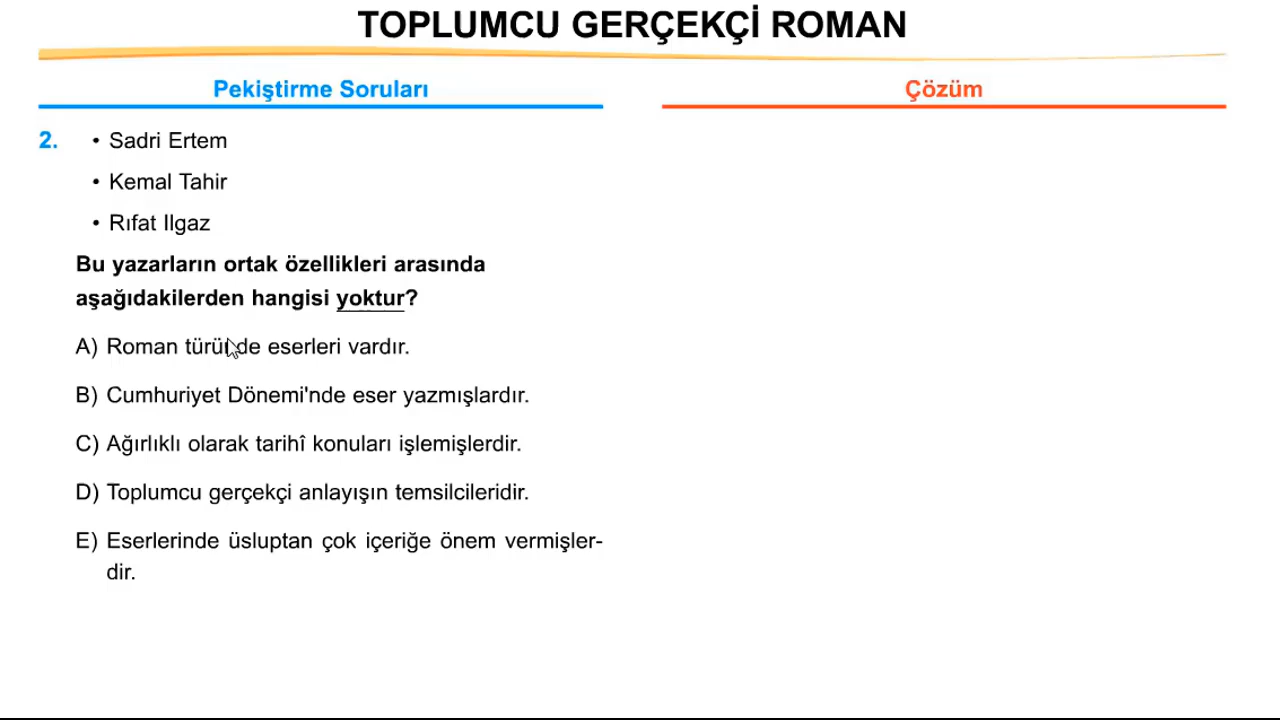 TOPLUMCU GERÇEKÇİ ROMAN
Pekiştirme Soruları
Çözüm
2. • Sadri Ertem
• Kemal Tahir
• Rıfat Ilgaz
Bu yazarların ortak özellikleri arasında
aşağıdakilerden hangisi yoktur?
A) Roman türünde eserleri vardır.
B) Cumhuriyet Dönemi'nde eser yazmışlardır.
C) Ağırlıklı olarak tarihî konuları işlemişlerdir.
D) Toplumcu gerçekçi anlayışın temsilcileridir.
E) Eserlerinde üsluptan çok içeriğe önem vermişler-
dir.